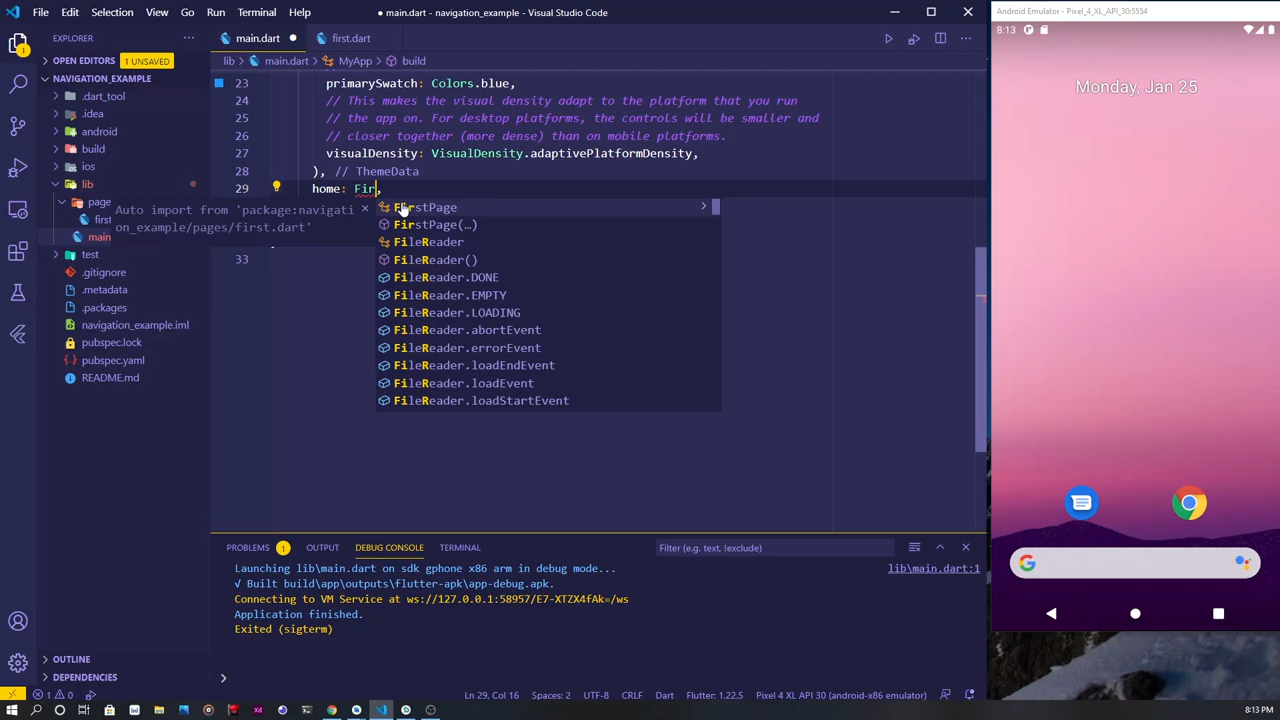 File Edit Selection View Go Run Terminal Help ● main.dart - navigation_example - Visual Studio Code
Android Emulator - Pixel_4_XL_API_30:5554
EXPLORER ...
main.dart ●
first.dart
8:13
OPEN EDITORS 1 UNSAVED
lib > main.dart > MyApp > build
NAVIGATION_EXAMPLE
.dart_tool
.idea
android
build
ios
lib
page
first
main
test
.gitignore
.metadata
.packages
navigation_example.iml
pubspec.lock
pubspec.yaml
README.md
OUTLINE
DEPENDENCIES
23 primarySwatch: Colors.blue,
24 // This makes the visual density adapt to the platform that you run
25 // the app on. For desktop platforms, the controls will be smaller and
26 // closer together (more dense) than on mobile platforms.
27 visualDensity: VisualDensity.adaptivePlatformDensity,
28 ), // ThemeData
29 home: Fir,
33
Auto import from 'package:navigati
on_example/pages/first.dart'
FirstPage
FirstPage(…)
FileReader
FileReader()
FileReader.DONE
FileReader.EMPTY
FileReader.LOADING
FileReader.abortEvent
FileReader.errorEvent
FileReader.loadEndEvent
FileReader.loadEvent
FileReader.loadStartEvent
Monday, Jan 25
PROBLEMS 1 OUTPUT DEBUG CONSOLE TERMINAL Filter (e.g. text, !exclude)
Launching lib\main.dart on sdk gphone x86 arm in debug mode... lib\main.dart:1
√ Built build\app\outputs\flutter-apk\app-debug.apk.
Connecting to VM Service at ws://127.0.0.1:58957/E7-XTZX4fAk=/ws
Application finished.
Exited (sigterm)
1 0 Ln 29, Col 16 Spaces: 2 UTF-8 CRLF Dart Flutter: 1.22.5 Pixel 4 XL API 30 (android-x86 emulator)
8:13 PM